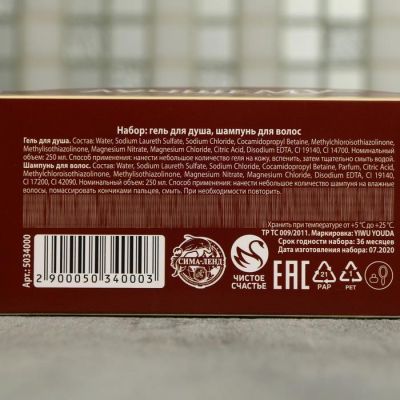 Набор: гель для душа, шампунь для волос
Гель для душа. Состав: Water, Sodium Laureth Sulfate, Sodium Chloride, Cocamidopropyl Betaine, Methylchloroisothiazolinone,
Methylisothiazolinone, Magnesium Nitrate, Magnesium Chloride, Citric Acid, Disodium EDTA, CI 19140, CI 14700. Номинальный
объем: 250 мл. Способ применения: нанести небольшое количество геля на кожу, вспенить, затем тщательно смыть водой.
Шампунь для волос. Состав: Water, Sodium Laureth Sulfate, Sodium Chloride, Cocamidopropyl Betaine, Parfum, Citric Acid,
Methylchloroisothiazolinone, Methylisothiazolinone, Magnesium Nitrate, Magnesium Chloride, Disodium EDTA, CI 19140,
CI 17200, CI 42090. Номинальный объем: 250 мл. Способ применения: нанести небольшое количество шампуня на влажные
волосы, помассировать кончиками пальцев, смыть. При необходимости повторить.
Хранить при температуре от +5 °С до +25 °С.
ТР ТС 009/2011. Маркировка: YIWU YOUDA
Срок годности набора: 36 месяцев
Дата изготовления набора: 07.2020
Арт.: 5034000
2 900050 340003
СИМА-ЛЕНД
ЧИСТОЕ
СЧАСТЬЕ
EAC
21
PAP
1
PET